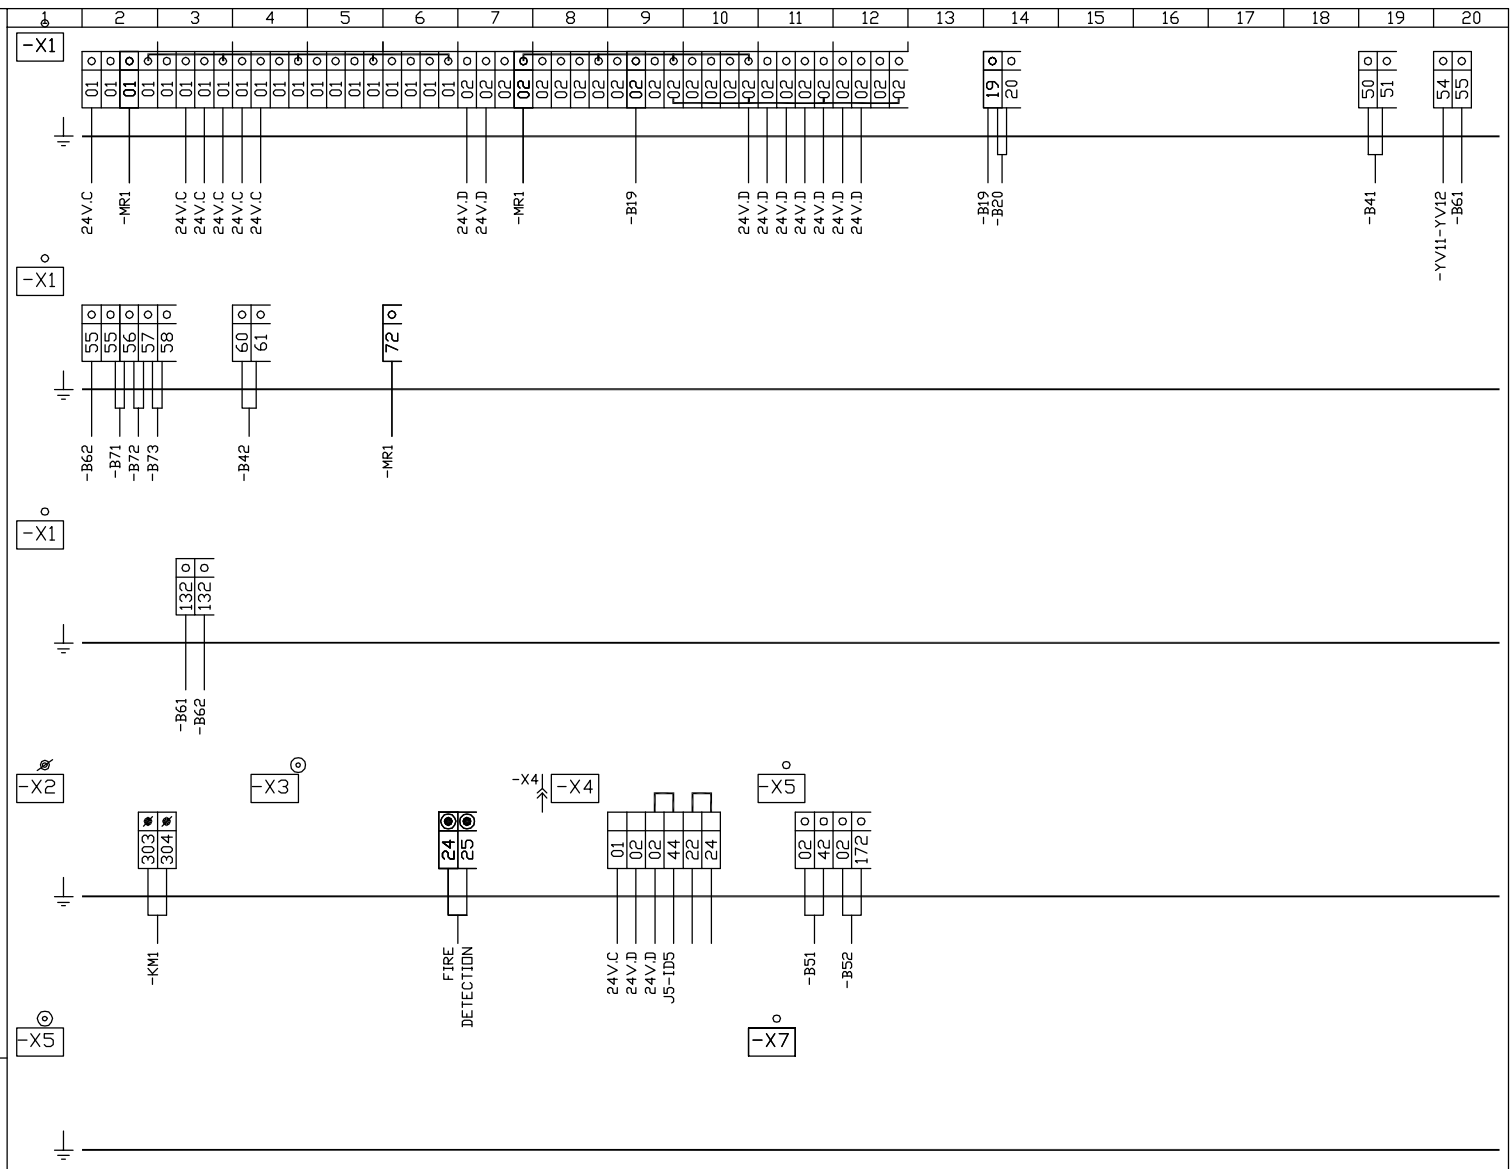 1 2 3 4 5 6 7 8 9 10 11 12 13 14 15 16 17 18 19 20
-X1
01 01 01 01 01 01 01 01 01 01 01 01 01 01 01 01 01 01 01 01 02 02 02 02 02 02 02 02 02 02 02 02 02 02 02 02 02 02 02 02 02 02 02 02 19 20 50 51 54 55
24V.C -MR1 24V.C 24V.C 24V.C 24V.C 24V.C 24V.D 24V.D -MR1 -B19 24V.D 24V.D 24V.D 24V.D 24V.D 24V.D 24V.D -B19 -B20 -B41 -YV11-YV12 -B61
-X1
55 55 56 57 58 60 61 72
-B62 -B71 -B72 -B73 -B42 -MR1
-X1
132 132
-B61 -B62
-X2 -X3 -X4 -X4 -X5
303 304 24 25 01 02 02 44 22 24 02 42 02 172
-KM1 FIRE DETECTION 24V.C 24V.D 24V.D J5-ID5 -B51 -B52
-X5 -X7